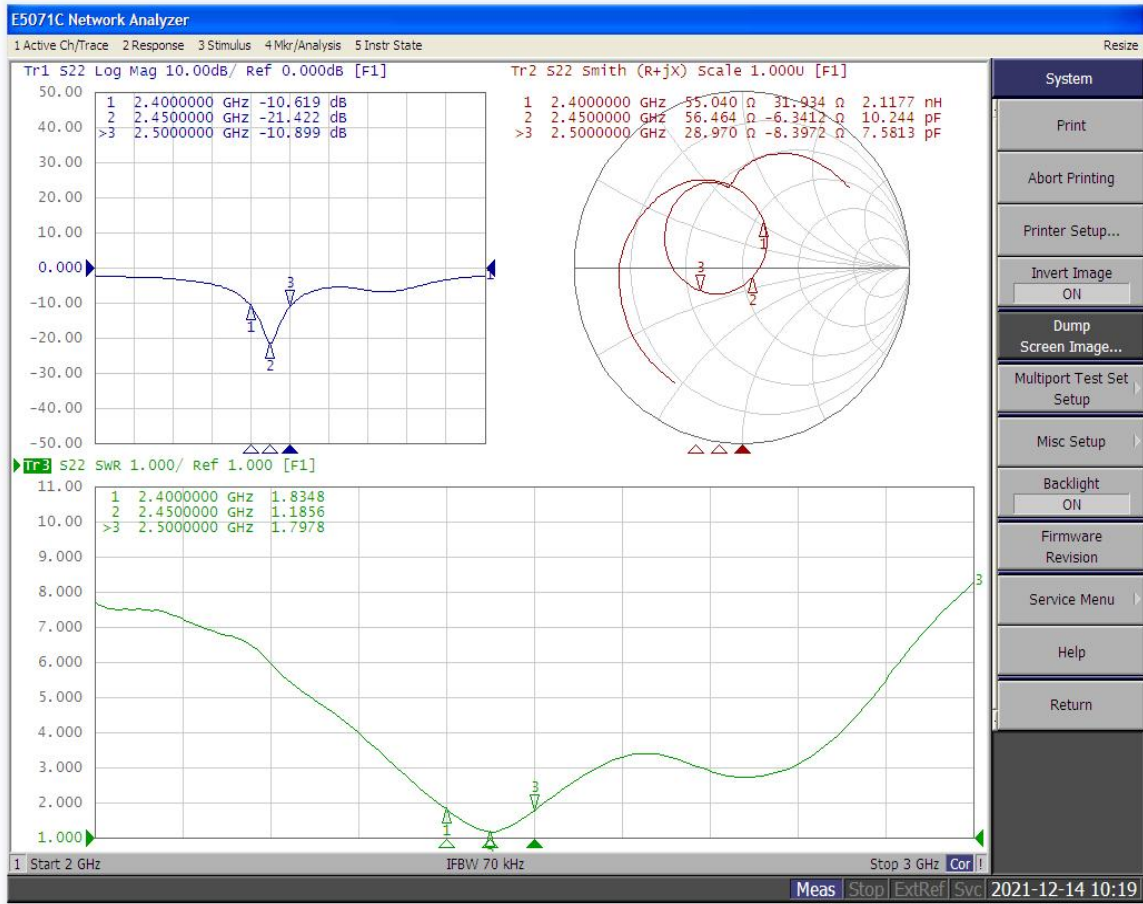 E5071C Network Analyzer
1 Active Ch/Trace 2 Response 3 Stimulus 4 Mkr/Analysis 5 Instr State
Resize
Tr1 S22 Log Mag 10.00dB/ Ref 0.000dB [F1]
50.00
40.00
30.00
20.00
10.00
0.000
-10.00
-20.00
-30.00
-40.00
-50.00
1 2.4000000 GHz -10.619 dB
2 2.4500000 GHz -21.422 dB
>3 2.5000000 GHz -10.899 dB
1
2
3
1
Tr2 S22 Smith (R+jX) Scale 1.000U [F1]
1 2.4000000 GHz 55.040 Ω 31.934 Ω 2.1177 nH
2 2.4500000 GHz 56.464 Ω -6.3412 Ω 10.244 pF
>3 2.5000000 GHz 28.970 Ω -8.3972 Ω 7.5813 pF
1
3
2
Tr3 S22 SWR 1.000/ Ref 1.000 [F1]
11.00
10.00
9.000
8.000
7.000
6.000
5.000
4.000
3.000
2.000
1.000
1 2.4000000 GHz 1.8348
2 2.4500000 GHz 1.1856
>3 2.5000000 GHz 1.7978
3
3
1
1 Start 2 GHz
IFBW 70 kHz
Stop 3 GHz Cor !
System
Print
Abort Printing
Printer Setup...
Invert Image
ON
Dump
Screen Image...
Multiport Test Set
Setup
Misc Setup
Backlight
ON
Firmware
Revision
Service Menu
Help
Return
Meas Stop ExtRef Svc 2021-12-14 10:19